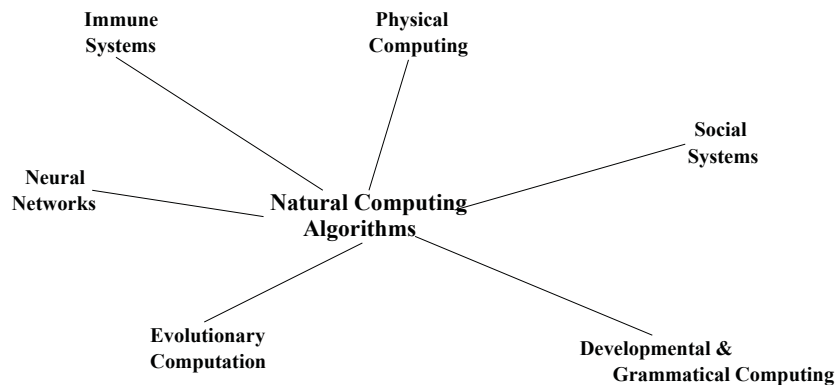 Immune
Systems
Physical
Computing
Social
Systems
Neural
Networks
Natural Computing
Algorithms
Evolutionary
Computation
Developmental &
Grammatical Computing